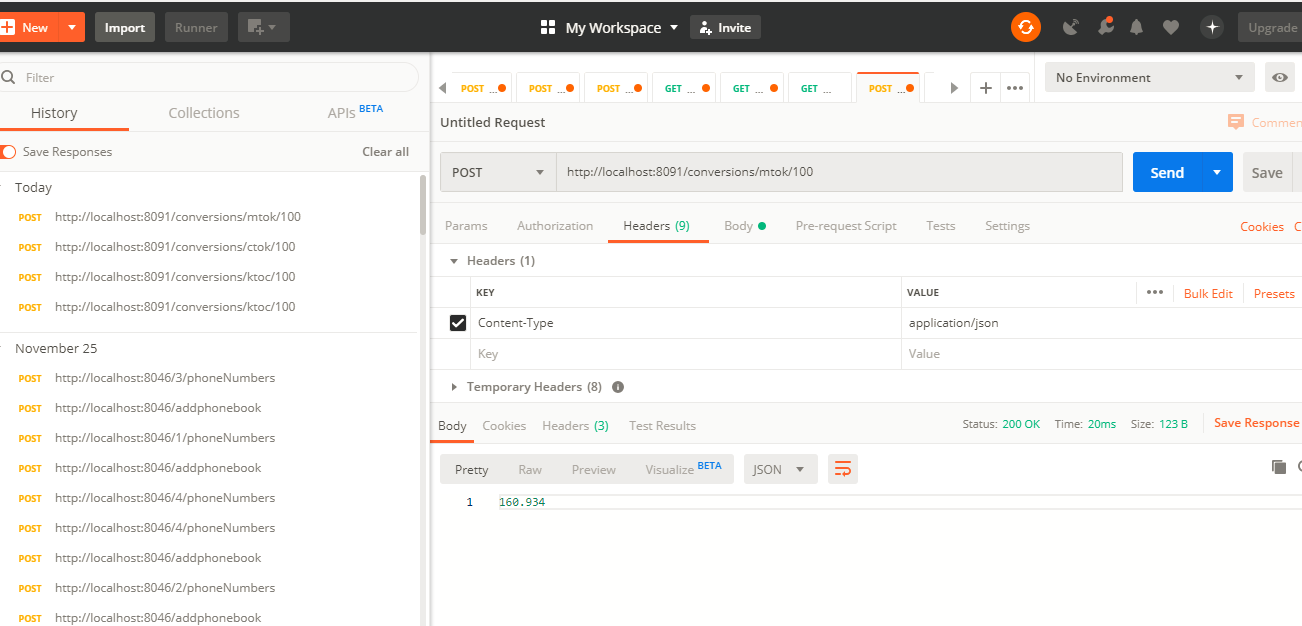 New Import Runner My Workspace Invite Upgrade
Filter
History Collections APIs BETA
Save Responses Clear all
Today
POST http://localhost:8091/conversions/mtok/100
POST http://localhost:8091/conversions/ctok/100
POST http://localhost:8091/conversions/ktoc/100
POST http://localhost:8091/conversions/ktoc/100
November 25
POST http://localhost:8046/3/phoneNumbers
POST http://localhost:8046/addphonebook
POST http://localhost:8046/1/phoneNumbers
POST http://localhost:8046/addphonebook
POST http://localhost:8046/4/phoneNumbers
POST http://localhost:8046/4/phoneNumbers
POST http://localhost:8046/addphonebook
POST http://localhost:8046/2/phoneNumbers
POST http://localhost:8046/addphonebook
POST ... POST ... POST ... GET ... GET ... GET ... POST ... No Environment
Untitled Request Commen
POST http://localhost:8091/conversions/mtok/100 Send Save
Params Authorization Headers (9) Body Pre-request Script Tests Settings Cookies C
Headers (1)
KEY VALUE ••• Bulk Edit Presets
Content-Type application/json
Key Value
Temporary Headers (8)
Body Cookies Headers (3) Test Results Status: 200 OK Time: 20ms Size: 123 B Save Response
Pretty Raw Preview Visualize BETA JSON
1 160.934